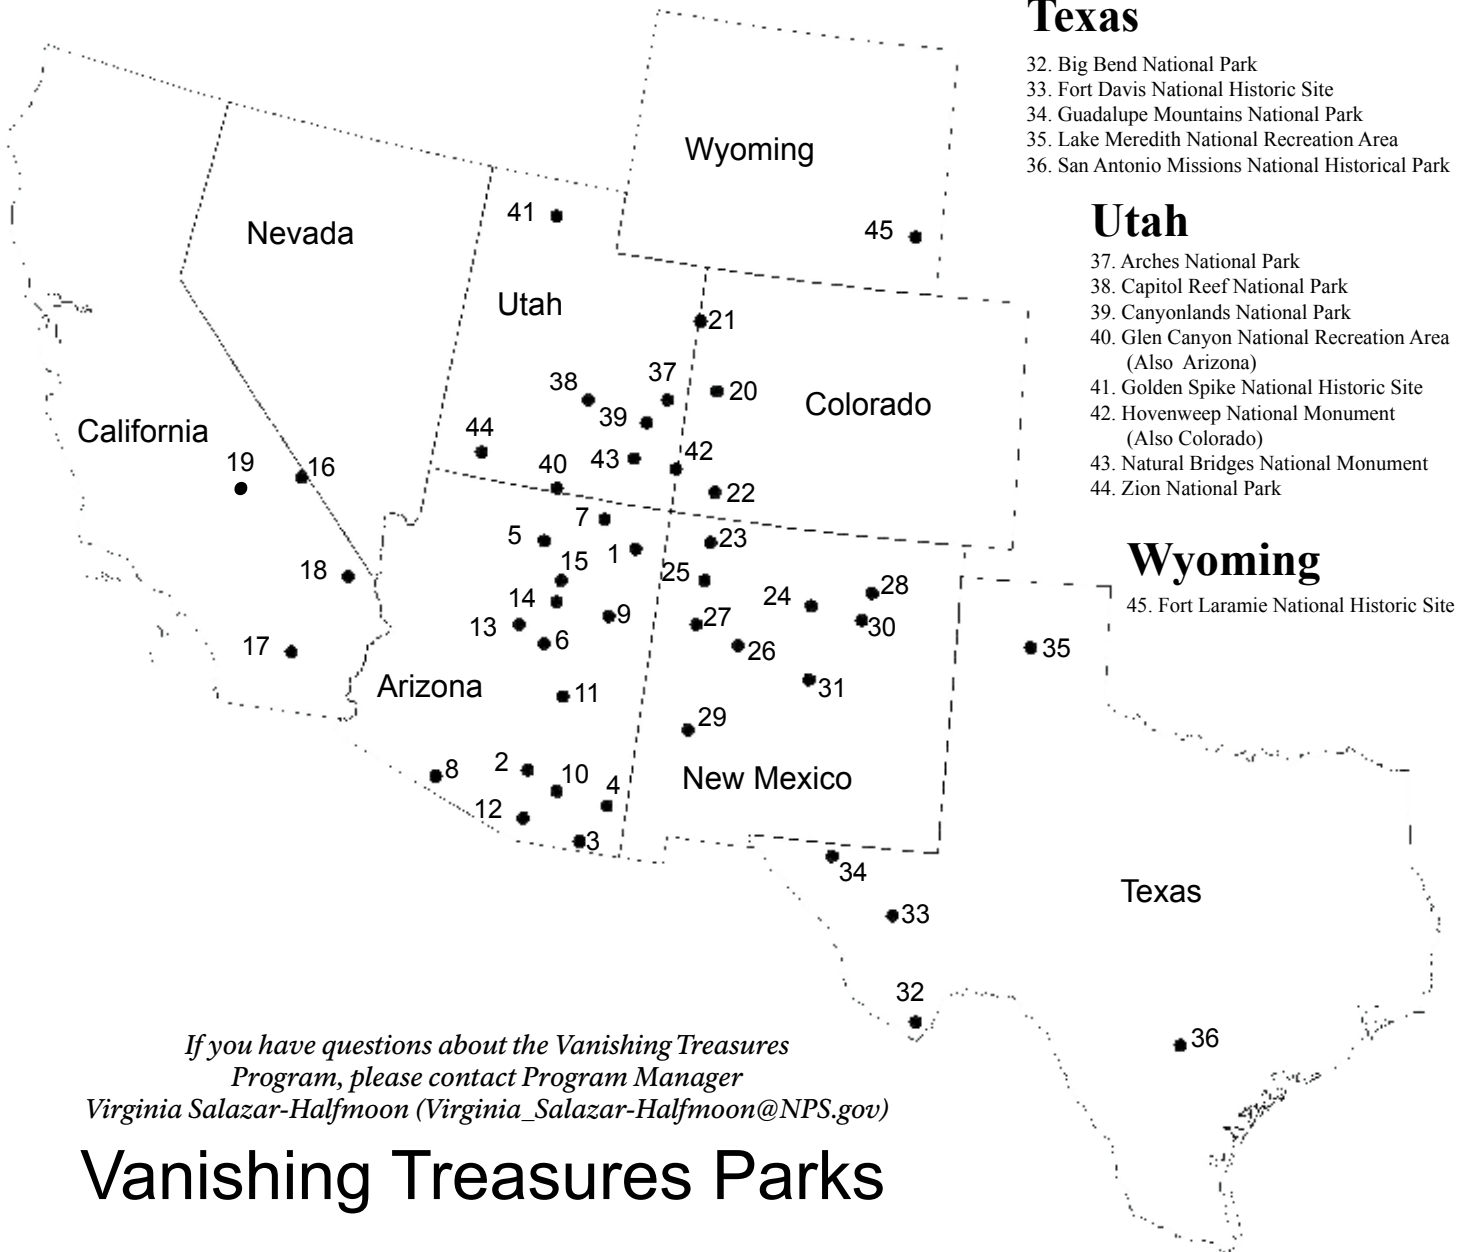 Texas
32. Big Bend National Park
33. Fort Davis National Historic Site
34. Guadalupe Mountains National Park
35. Lake Meredith National Recreation Area
36. San Antonio Missions National Historical Park
Utah
37. Arches National Park
38. Capitol Reef National Park
39. Canyonlands National Park
40. Glen Canyon National Recreation Area
(Also Arizona)
41. Golden Spike National Historic Site
42. Hovenweep National Monument
(Also Colorado)
43. Natural Bridges National Monument
44. Zion National Park
Wyoming
45. Fort Laramie National Historic Site
Wyoming
41
45
Nevada
Utah
21
37
38
20
39
Colorado
California
44
42
43
40
19
16
22
7
5
23
1
15
18
25
28
24
14
9
27
30
13
6
26
35
17
Arizona
11
31
29
8
2
10
4
New Mexico
12
3
34
Texas
33
32
36
If you have questions about the Vanishing Treasures
Program, please contact Program Manager
Virginia Salazar-Halfmoon (Virginia_Salazar-Halfmoon@NPS.gov)
Vanishing Treasures Parks